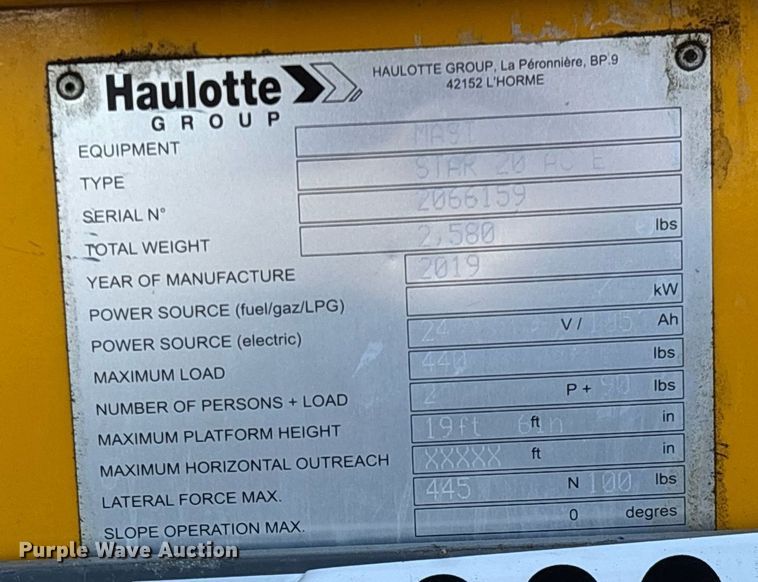 Haulotte
GROUP
HAULOTTE GROUP, La Péronnière, BP.9
42152 L'HORME
EQUIPMENT MAST
TYPE STAR 20 AC E
SERIAL N° 2066159
TOTAL WEIGHT 2,580 lbs
YEAR OF MANUFACTURE 2019
POWER SOURCE (fuel/gaz/LPG) kW
POWER SOURCE (electric) 24 V / 185 Ah
MAXIMUM LOAD 440 lbs
NUMBER OF PERSONS + LOAD 2 P + 90 lbs
MAXIMUM PLATFORM HEIGHT 19ft ft 6in in
MAXIMUM HORIZONTAL OUTREACH XXXXX ft in
LATERAL FORCE MAX. 445 N 100 lbs
SLOPE OPERATION MAX. 0 degres
Purple Wave Auction